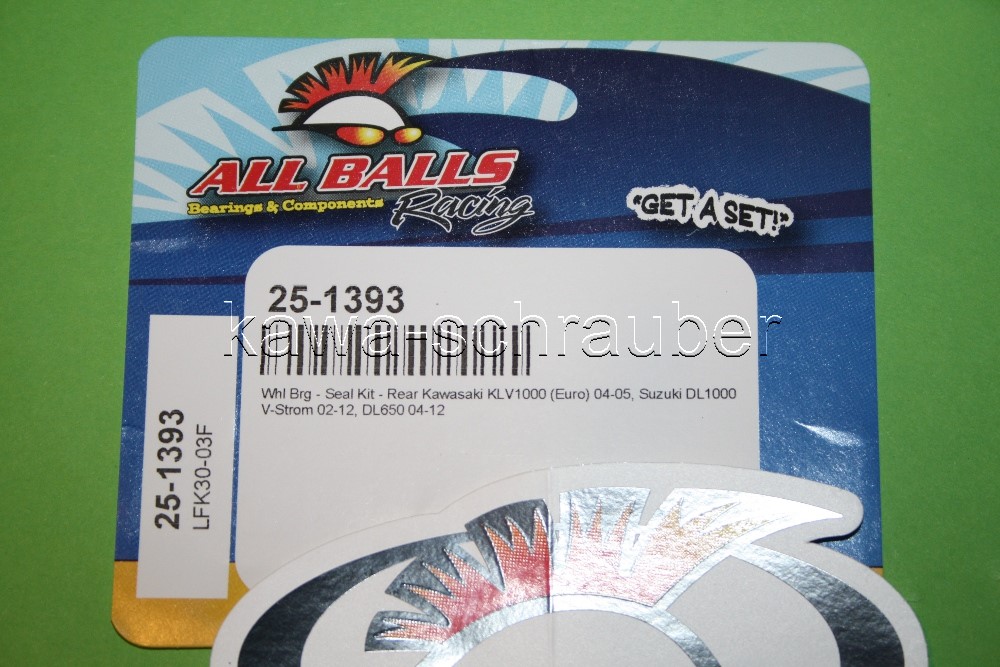 ALL BALLS
Bearings & Components Racing
"GET A SET!"
25-1393
kawa-schrauber
Whl Brg - Seal Kit - Rear Kawasaki KLV1000 (Euro) 04-05, Suzuki DL1000
V-Strom 02-12, DL650 04-12
25-1393
LFK30-03F